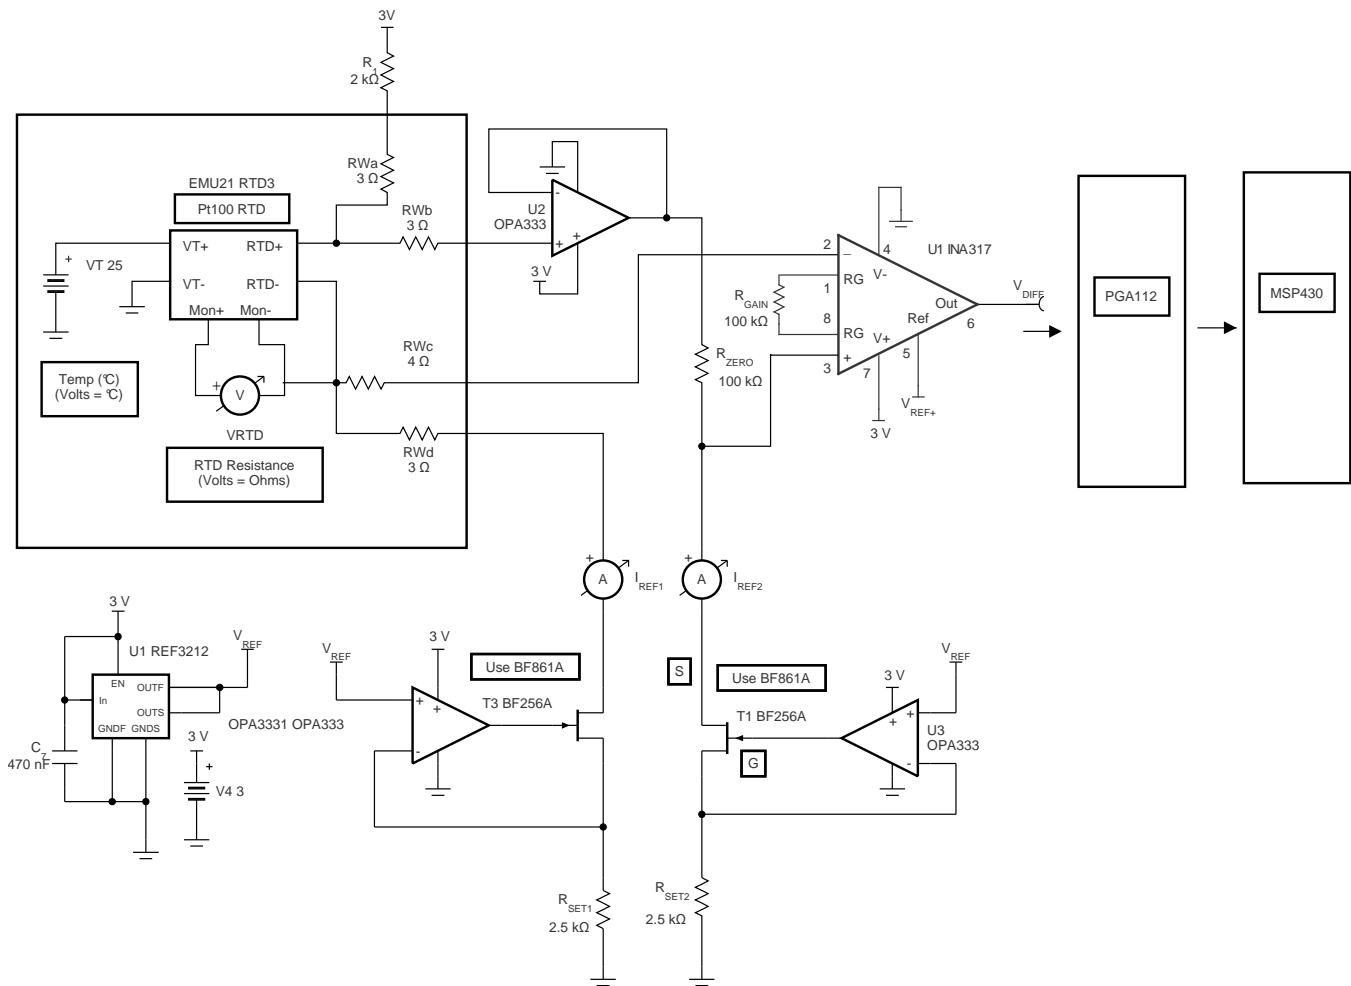 3V
R1
2 kΩ
RWa
3 Ω
EMU21 RTD3
Pt100 RTD
RWb
3 Ω
VT+
RTD+
VT 25
+
VT-
RTD-
Mon+
Mon-
+
V
Temp (°C)
(Volts = °C)
VRTD
RTD Resistance
(Volts = Ohms)
RWc
4 Ω
RWd
3 Ω
U2
OPA333
-
+
+
3 V
RZERO
100 kΩ
RGAIN
100 kΩ
2
−
4
U1 INA317
RG
V-
1
8
RG
V+
Ref
Out
6
+
3
7
5
VREF+
3 V
VDIFF
PGA112
MSP430
+
A
IREF1
+
A
IREF2
3 V
U1 REF3212
VREF
EN
OUTF
In
OUTS
GNDF
GNDS
C7
470 nF
OPA3331 OPA333
3 V
+
V4 3
VREF
3 V
+
+
-
Use BF861A
T3 BF256A
S
Use BF861A
T1 BF256A
G
3 V
VREF
+
+
-
U3
OPA333
RSET1
2.5 kΩ
RSET2
2.5 kΩ